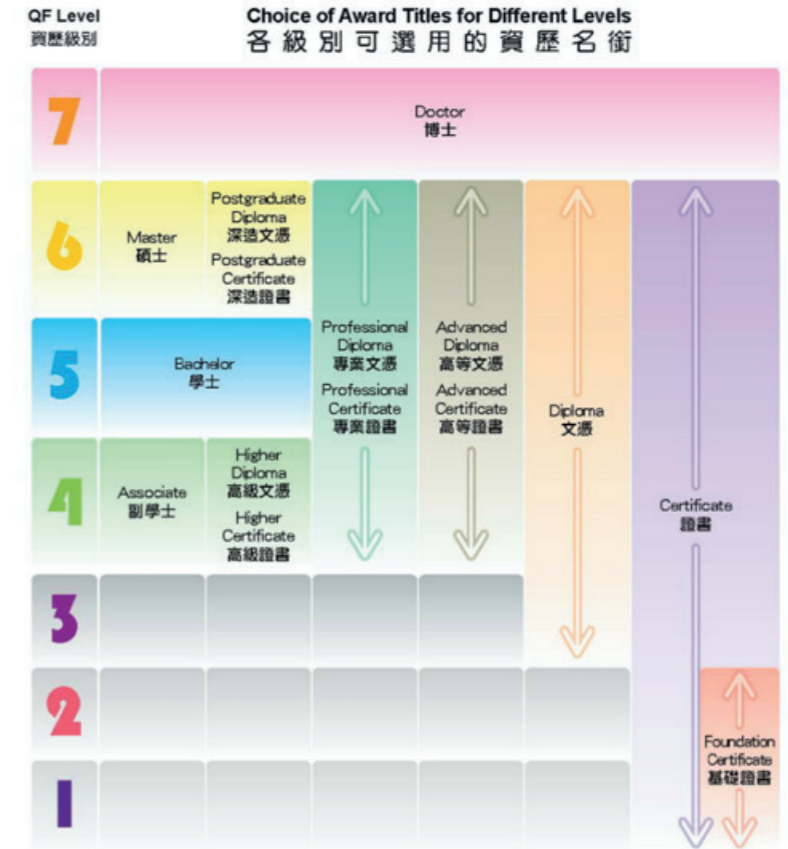 QF Level
資歷級別
Choice of Award Titles for Different Levels
各級別可選用的資歷名銜
7
Doctor
博士
6
Master
碩士
Postgraduate
Diploma
深造文憑
Postgraduate
Certificate
深造證書
5
Bachelor
學士
Professional
Diploma
專業文憑
Professional
Certificate
專業證書
Advanced
Diploma
高等文憑
Advanced
Certificate
高等證書
Diploma
文憑
4
Associate
副學士
Higher
Diploma
高級文憑
Higher
Certificate
高級證書
Certificate
證書
3
2
Foundation
Certificate
基礎證書
1